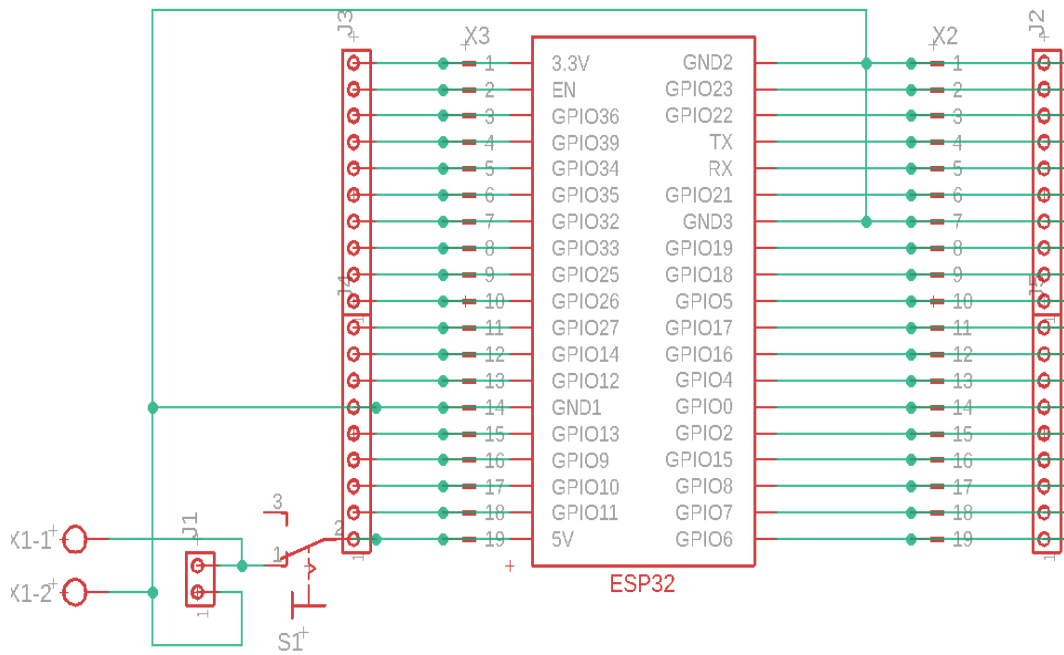 J3 J2
X3 X2
1 3.3V GND2 1
2 EN GPIO23 2
3 GPIO36 GPIO22 3
4 GPIO39 TX 4
5 GPIO34 RX 5
6 GPIO35 GPIO21 6
7 GPIO32 GND3 7
8 GPIO33 GPIO19 8
9 GPIO25 GPIO18 9
J4 J5
10 GPIO26 GPIO5 10
1 1
11 GPIO27 GPIO17 11
12 GPIO14 GPIO16 12
13 GPIO12 GPIO4 13
14 GND1 GPIO0 14
15 GPIO13 GPIO2 15
16 GPIO9 GPIO15 16
17 GPIO10 GPIO8 17
3
18 GPIO11 GPIO7 18
X1-1 J1 2
19 5V GPIO6 19
1 1 1
ESP32
X1-2
1
S1